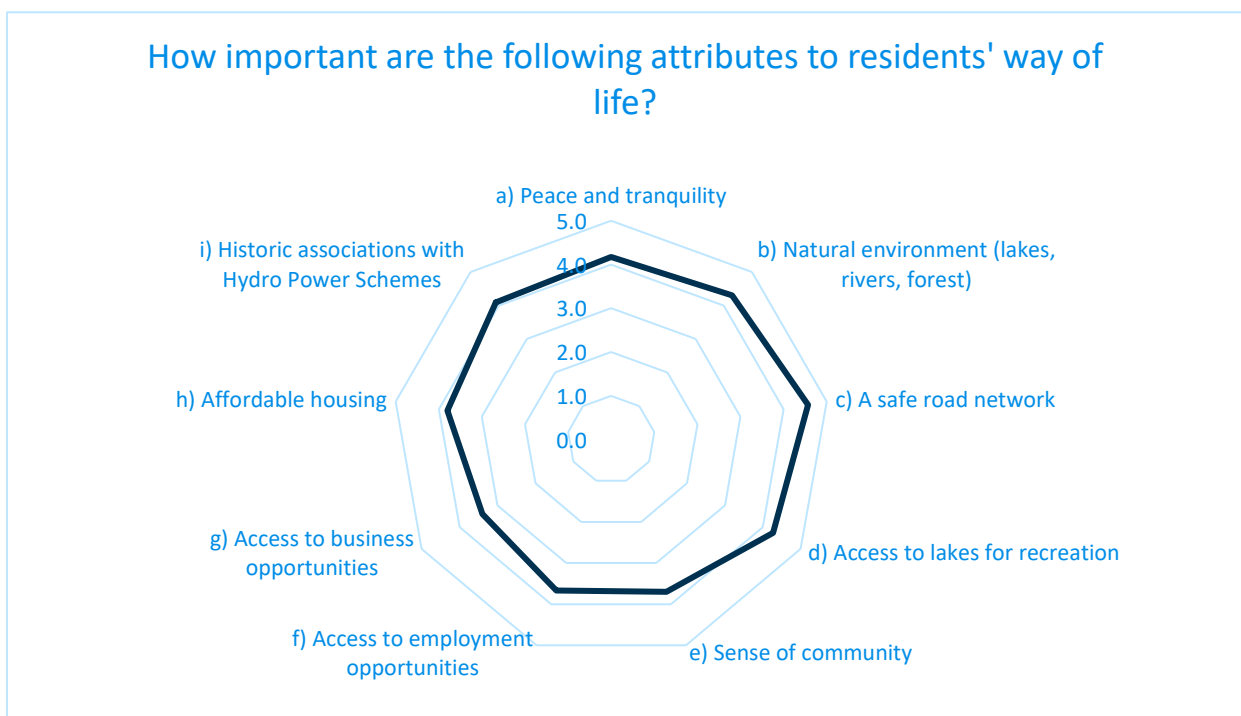 How important are the following attributes to residents' way of
life?
a) Peace and tranquility
b) Natural environment (lakes,
rivers, forest)
c) A safe road network
d) Access to lakes for recreation
e) Sense of community
f) Access to employment
opportunities
g) Access to business
opportunities
h) Affordable housing
i) Historic associations with
Hydro Power Schemes
5.0
4.0
3.0
2.0
1.0
0.0